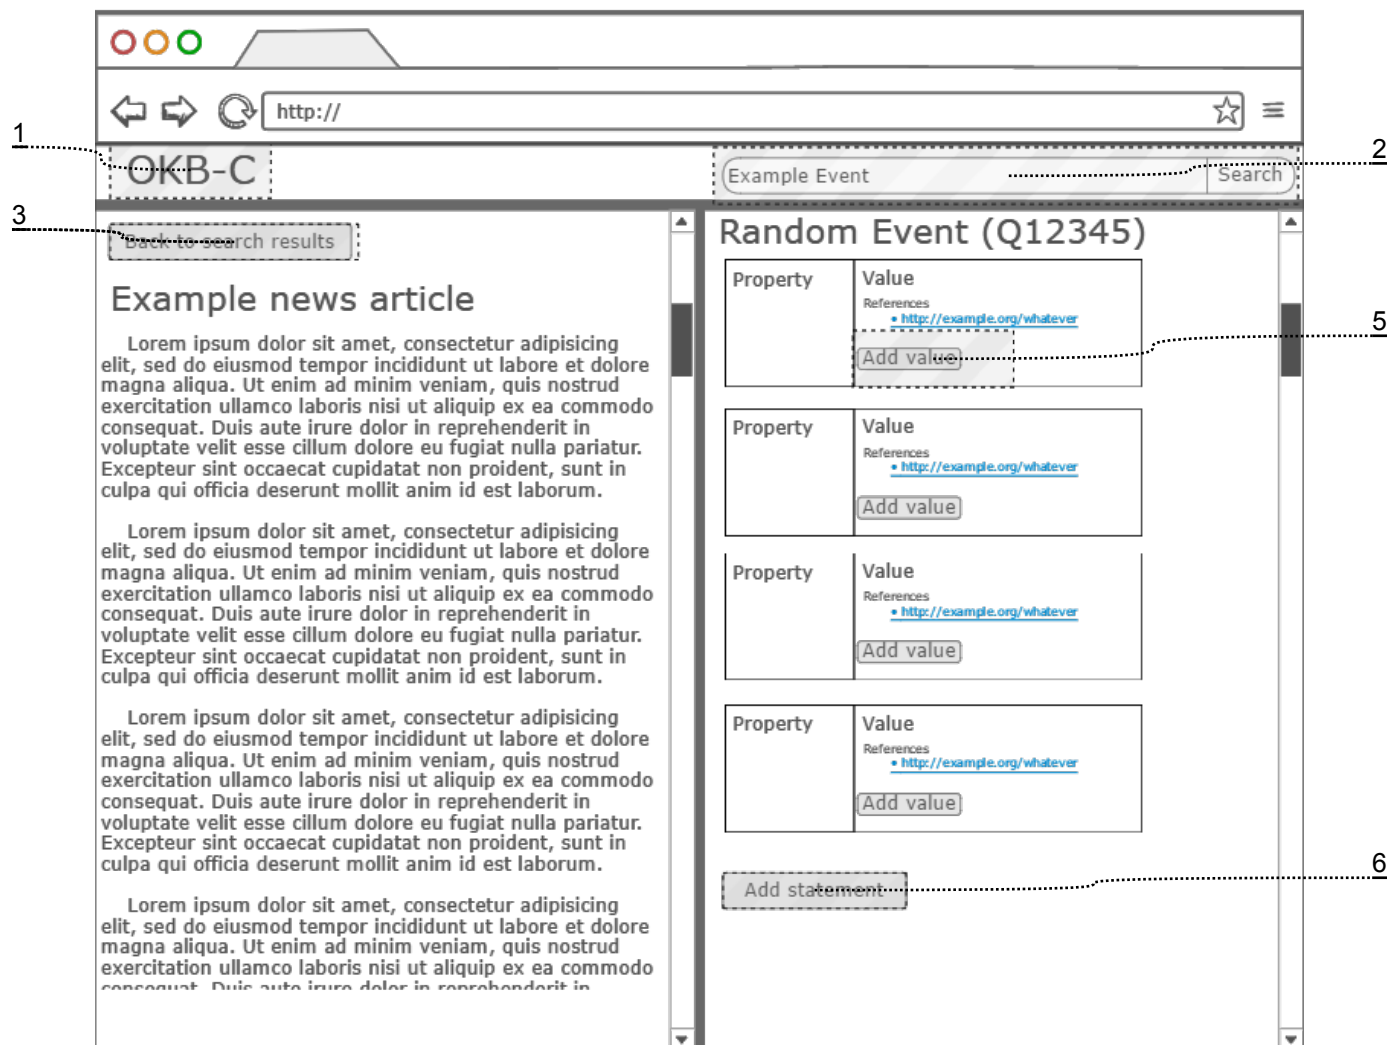 http://
1
OKB-C
2
Example Event
Search
3
Back to search results
Example news article
Lorem ipsum dolor sit amet, consectetur adipisicing
elit, sed do eiusmod tempor incididunt ut labore et dolore
magna aliqua. Ut enim ad minim veniam, quis nostrud
exercitation ullamco laboris nisi ut aliquip ex ea commodo
consequat. Duis aute irure dolor in reprehenderit in
voluptate velit esse cillum dolore eu fugiat nulla pariatur.
Excepteur sint occaecat cupidatat non proident, sunt in
culpa qui officia deserunt mollit anim id est laborum.
Lorem ipsum dolor sit amet, consectetur adipisicing
elit, sed do eiusmod tempor incididunt ut labore et dolore
magna aliqua. Ut enim ad minim veniam, quis nostrud
exercitation ullamco laboris nisi ut aliquip ex ea commodo
consequat. Duis aute irure dolor in reprehenderit in
voluptate velit esse cillum dolore eu fugiat nulla pariatur.
Excepteur sint occaecat cupidatat non proident, sunt in
culpa qui officia deserunt mollit anim id est laborum.
Lorem ipsum dolor sit amet, consectetur adipisicing
elit, sed do eiusmod tempor incididunt ut labore et dolore
magna aliqua. Ut enim ad minim veniam, quis nostrud
exercitation ullamco laboris nisi ut aliquip ex ea commodo
consequat. Duis aute irure dolor in reprehenderit in
voluptate velit esse cillum dolore eu fugiat nulla pariatur.
Excepteur sint occaecat cupidatat non proident, sunt in
culpa qui officia deserunt mollit anim id est laborum.
Lorem ipsum dolor sit amet, consectetur adipisicing
elit, sed do eiusmod tempor incididunt ut labore et dolore
magna aliqua. Ut enim ad minim veniam, quis nostrud
exercitation ullamco laboris nisi ut aliquip ex ea commodo
consequat. Duis aute irure dolor in reprehenderit in
Random Event (Q12345)
Property
Value
References
• http://example.org/whatever
5
Add value
Property
Value
References
• http://example.org/whatever
Add value
Property
Value
References
• http://example.org/whatever
Add value
Property
Value
References
• http://example.org/whatever
Add value
6
Add statement